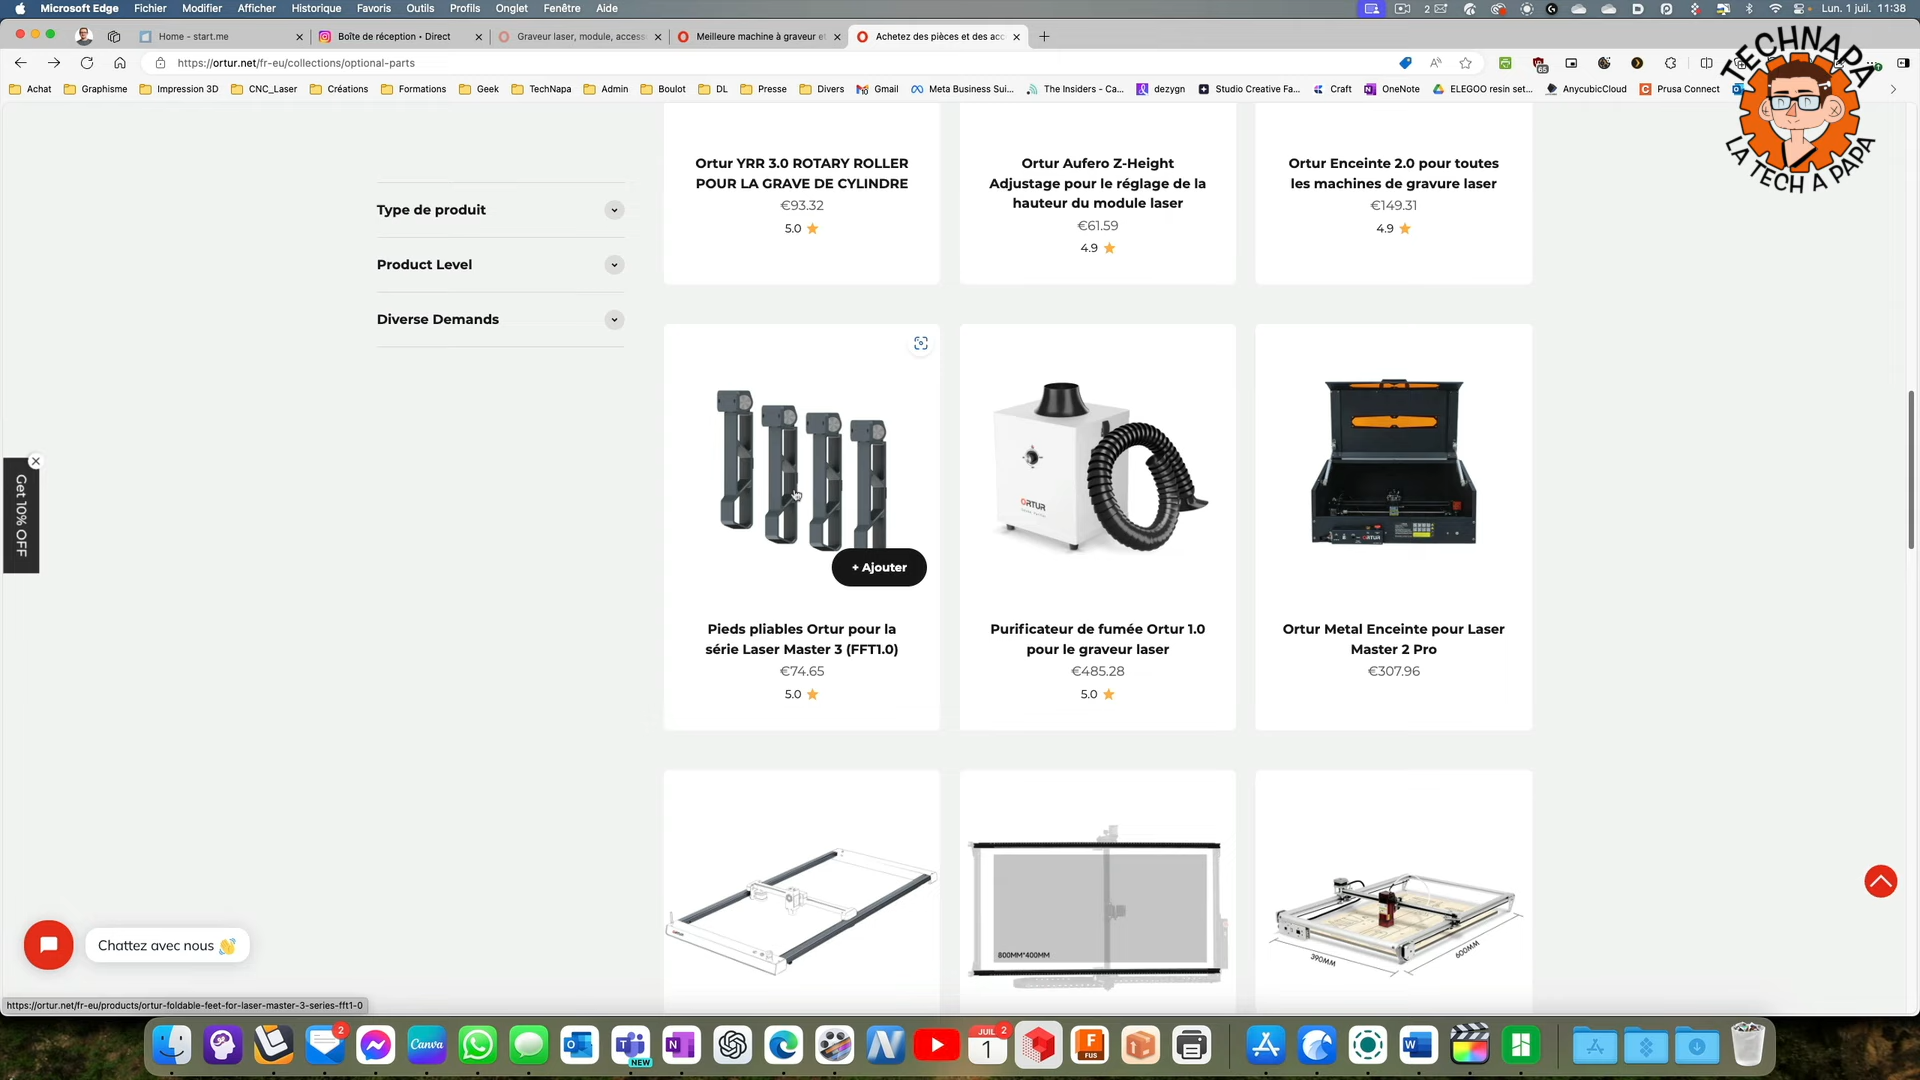 Microsoft Edge Fichier Modifier Afficher Historique Favoris Outils Profils Onglet Fenêtre Aide 2 Lun. 1 juil. 11:38
Home - start.me
Boîte de réception • Direct
Graveur laser, module, access
Meilleure machine à graveur et
Achetez des pièces et des acc
https://ortur.net/fr-eu/collections/optional-parts
65
Achat Graphisme Impression 3D CNC_Laser Créations Formations Geek TechNapa Admin Boulot DL Presse Divers Gmail Meta Business Sui... The Insiders - Ca... dezygn Studio Creative Fa... Craft OneNote ELEGOO resin set... AnycubicCloud Prusa Connect
TECHNAPA
LA TECH A PAPA
Type de produit
Product Level
Diverse Demands
Ortur YRR 3.0 ROTARY ROLLER
POUR LA GRAVE DE CYLINDRE
€93.32
5.0
Ortur Aufero Z-Height
Adjustage pour le réglage de la
hauteur du module laser
€61.59
4.9
Ortur Enceinte 2.0 pour toutes
les machines de gravure laser
€149.31
4.9
+ Ajouter
Pieds pliables Ortur pour la
série Laser Master 3 (FFT1.0)
€74.65
5.0
ORTUR
Purificateur de fumée Ortur 1.0
pour le graveur laser
€485.28
5.0
ORTUR
Ortur Metal Enceinte pour Laser
Master 2 Pro
€307.96
800MM*400MM
390MM
600MM
Get 10% OFF
Chattez avec nous 👋
https://ortur.net/fr-eu/products/ortur-foldable-feet-for-laser-master-3-series-fft1-0
2
Canva
NEW
JUIL
2
1
FUS